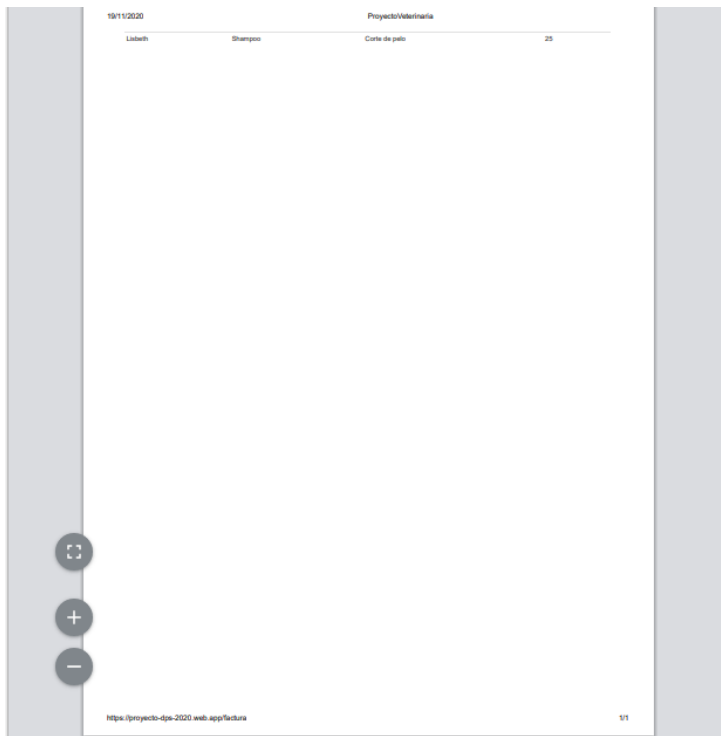 19/11/2020 ProyectoVeterinaria
Lisbeth Shampoo Corte de pelo 25
https://proyecto-dps-2020.web.app/factura 1/1